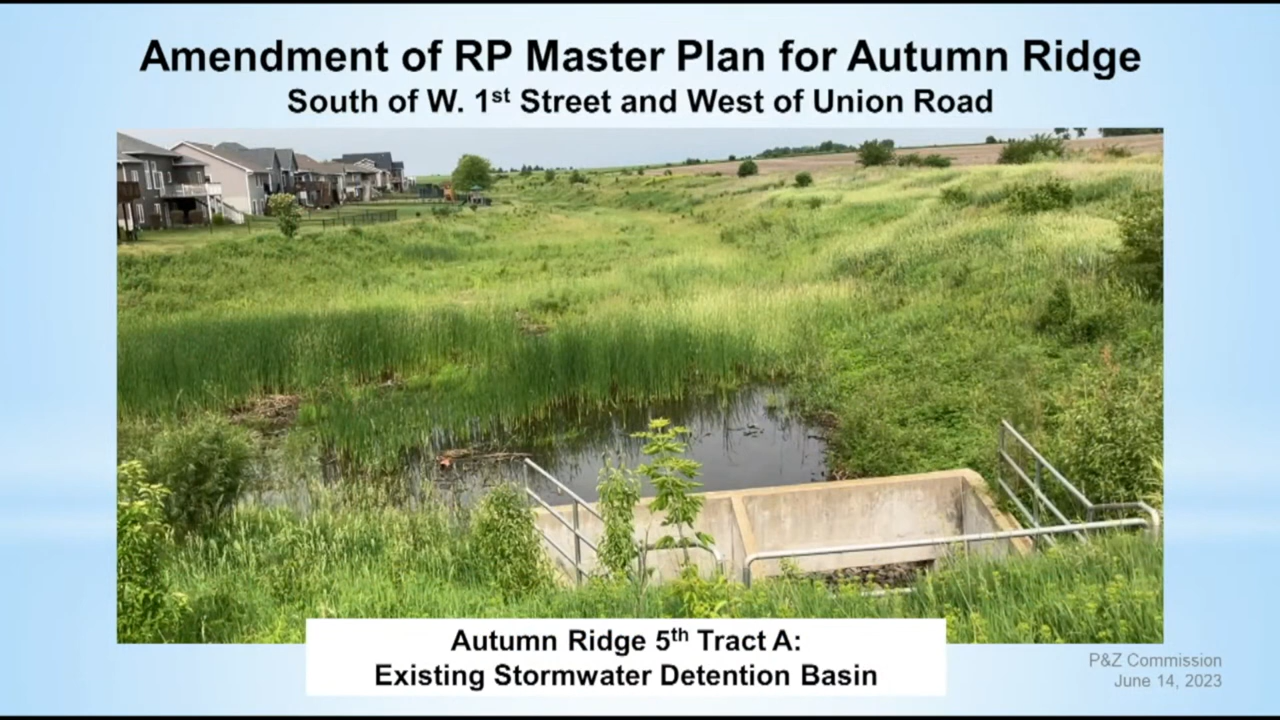 Amendment of RP Master Plan for Autumn Ridge
South of W. 1st Street and West of Union Road
Autumn Ridge 5th Tract A:
Existing Stormwater Detention Basin
P&Z Commission
June 14, 2023